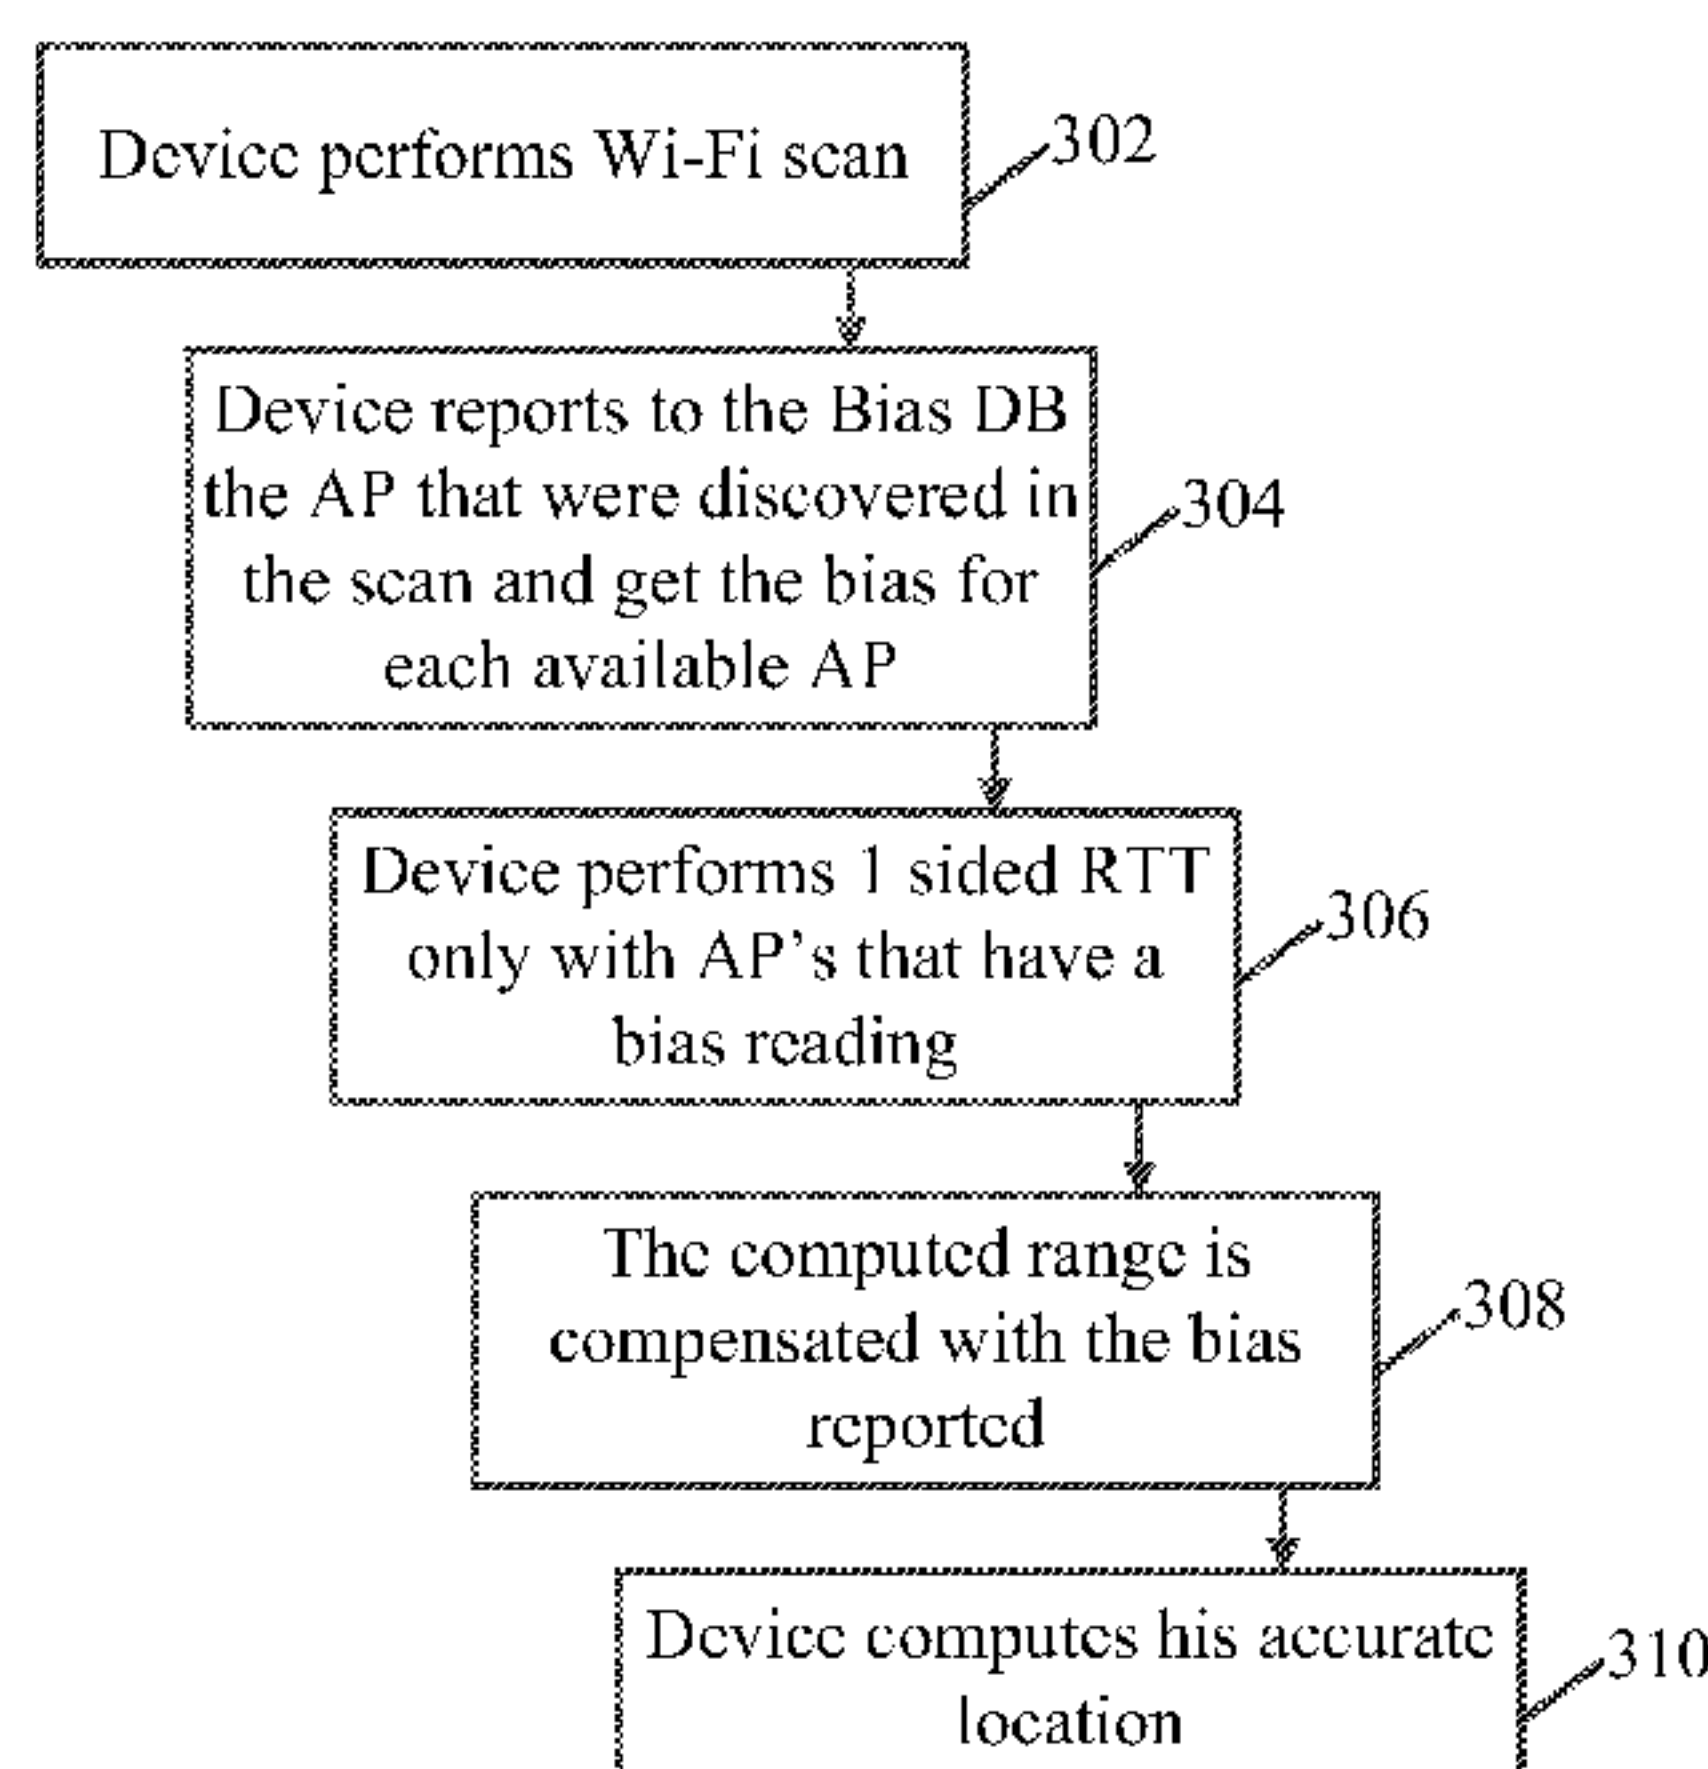 Device performs Wi-Fi scan
302
Device reports to the Bias DB
the AP that were discovered in
the scan and get the bias for
each available AP
304
Device performs 1 sided RTT
only with AP's that have a
bias reading
306
The computed range is
compensated with the bias
reported
308
Device computes his accurate
location
310